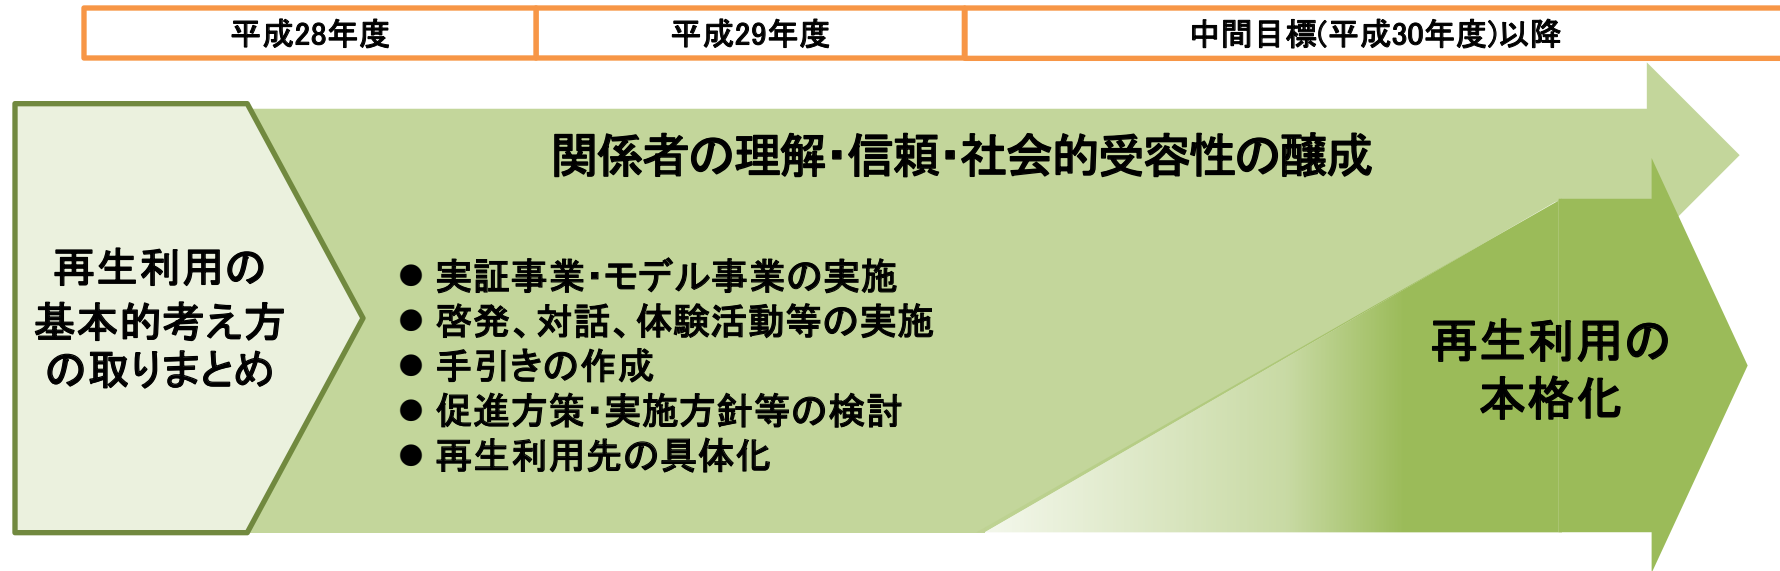 平成28年度
平成29年度
中間目標(平成30年度)以降
関係者の理解・信頼・社会的受容性の醸成
再生利用の
基本的考え方
の取りまとめ
● 実証事業・モデル事業の実施
● 啓発、対話、体験活動等の実施
● 手引きの作成
● 促進方策・実施方針等の検討
● 再生利用先の具体化
再生利用の
本格化